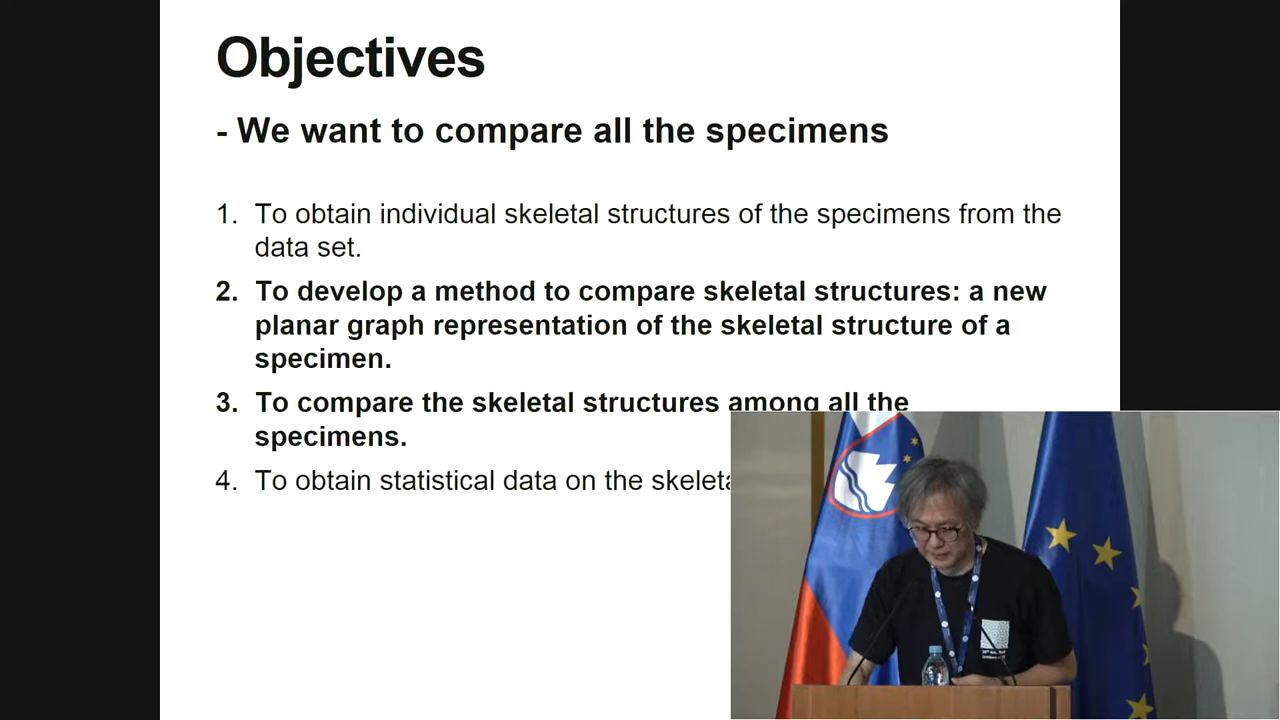 Objectives
- We want to compare all the specimens
1. To obtain individual skeletal structures of the specimens from the
data set.
2. To develop a method to compare skeletal structures: a new
planar graph representation of the skeletal structure of a
specimen.
3. To compare the skeletal structures among all the
specimens.
4. To obtain statistical data on the